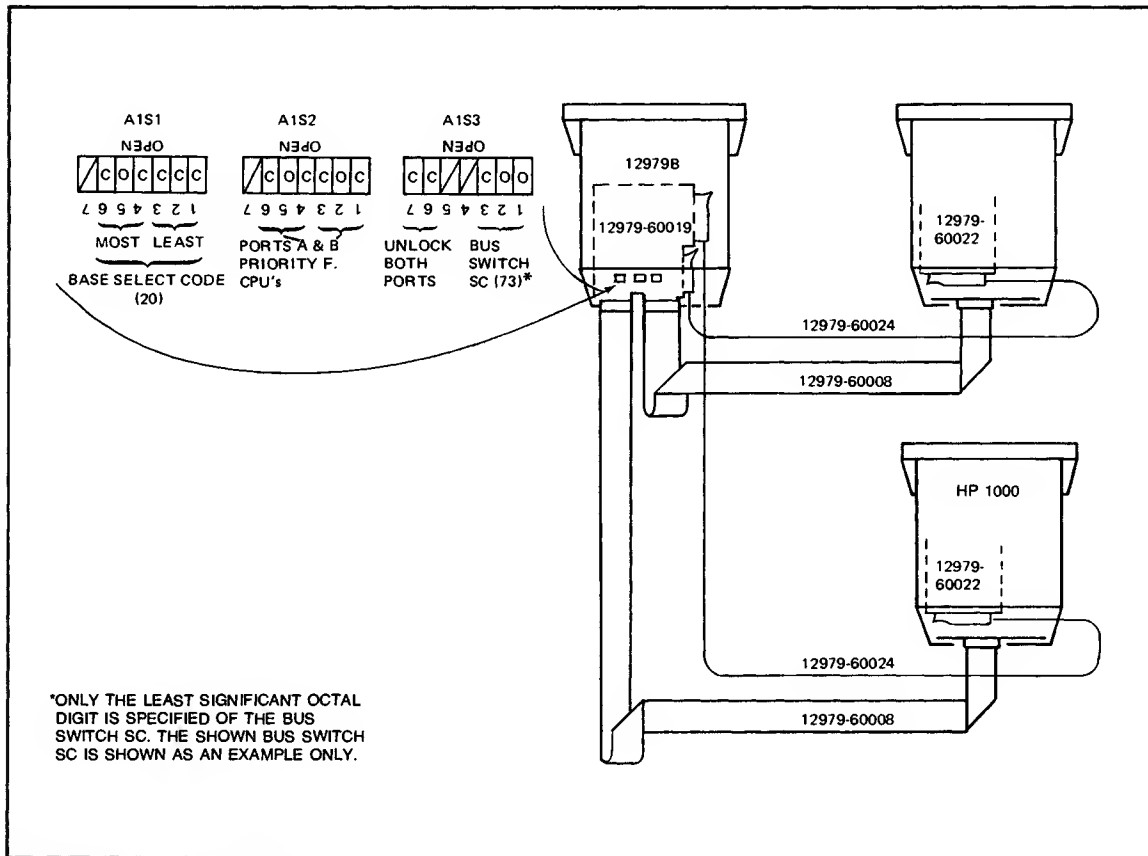 A1S1
OPEN
C O C C C C
7 6 5 4 3 2 1
MOST LEAST
BASE SELECT CODE
(20)
A1S2
OPEN
C O C C O C
7 6 5 4 3 2 1
PORTS A & B
PRIORITY F.
CPU's
A1S3
OPEN
C C C O O
7 6 5 4 3 2 1
UNLOCK
BOTH
PORTS
BUS
SWITCH
SC (73)*
12979B
12979-60019
12979-
60022
12979-60024
12979-60008
HP 1000
12979-
60022
12979-60024
12979-60008
*ONLY THE LEAST SIGNIFICANT OCTAL
DIGIT IS SPECIFIED OF THE BUS
SWITCH SC. THE SHOWN BUS SWITCH
SC IS SHOWN AS AN EXAMPLE ONLY.